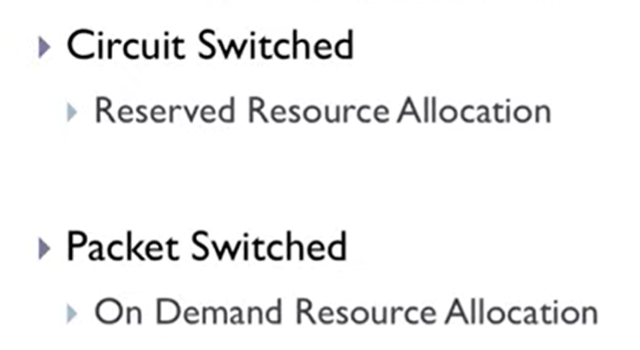 Circuit Switched
Reserved Resource Allocation
Packet Switched
On Demand Resource Allocation